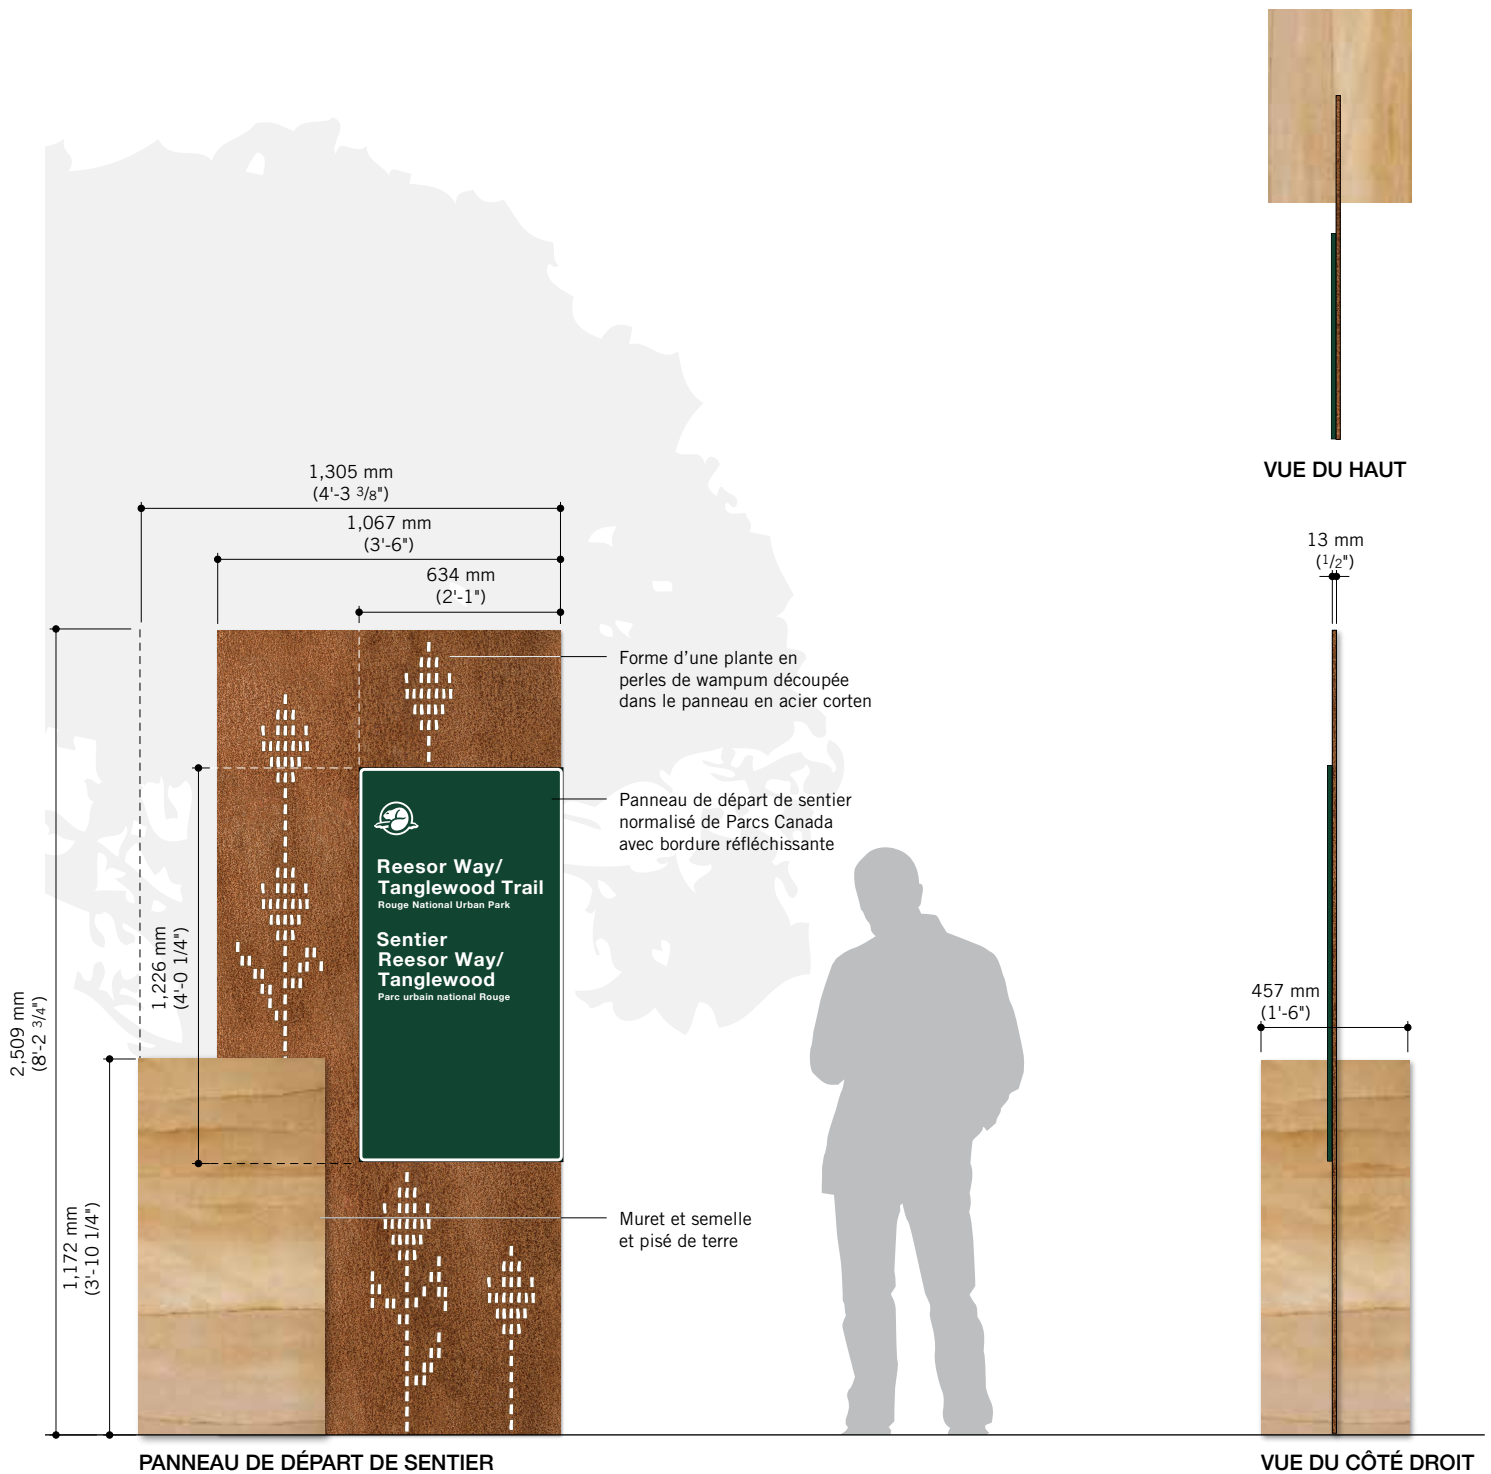 VUE DU HAUT
1,305 mm
(4'-3 3/8")
1,067 mm
(3'-6")
634 mm
(2'-1")
13 mm
(1/2")
Forme d'une plante en
perles de wampum découpée
dans le panneau en acier corten
Panneau de départ de sentier
normalisé de Parcs Canada
avec bordure réfléchissante
Reesor Way/
Tanglewood Trail
Rouge National Urban Park
Sentier
Reesor Way/
Tanglewood
Parc urbain national Rouge
1,226 mm
(4'-0 1/4")
2,509 mm
(8'-2 3/4")
1,172 mm
(3'-10 1/4")
457 mm
(1'-6")
Muret et semelle
et pisé de terre
PANNEAU DE DÉPART DE SENTIER
VUE DU CÔTÉ DROIT